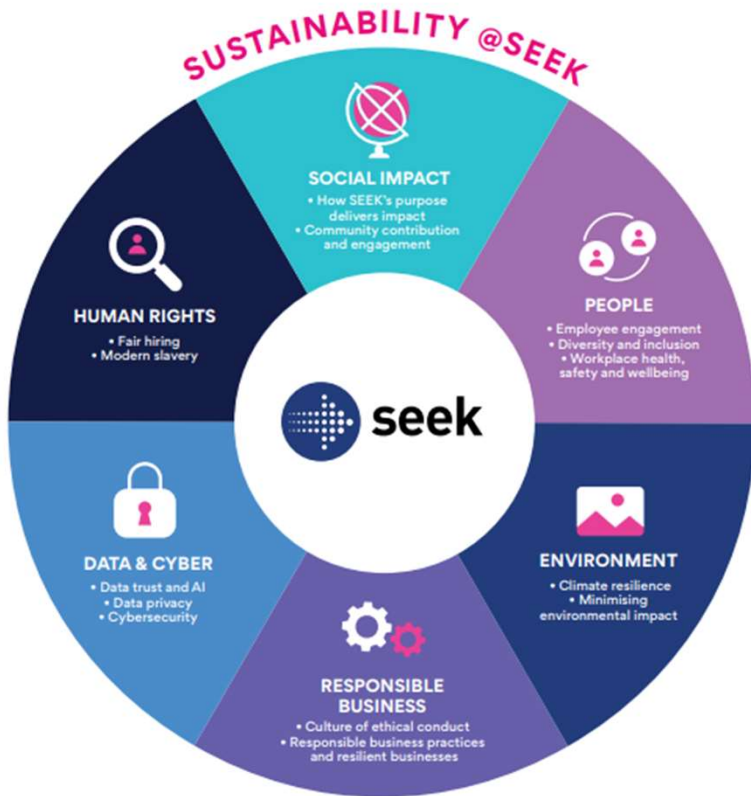 SUSTAINABILITY @SEEK
SOCIAL IMPACT
• How SEEK's purpose
delivers impact
• Community contribution
and engagement
PEOPLE
• Employee engagement
• Diversity and inclusion
• Workplace health,
safety and wellbeing
ENVIRONMENT
• Climate resilience
• Minimising
environmental impact
RESPONSIBLE
BUSINESS
• Culture of ethical conduct
• Responsible business practices
and resilient businesses
DATA & CYBER
• Data trust and AI
• Data privacy
• Cybersecurity
HUMAN RIGHTS
• Fair hiring
• Modern slavery
seek